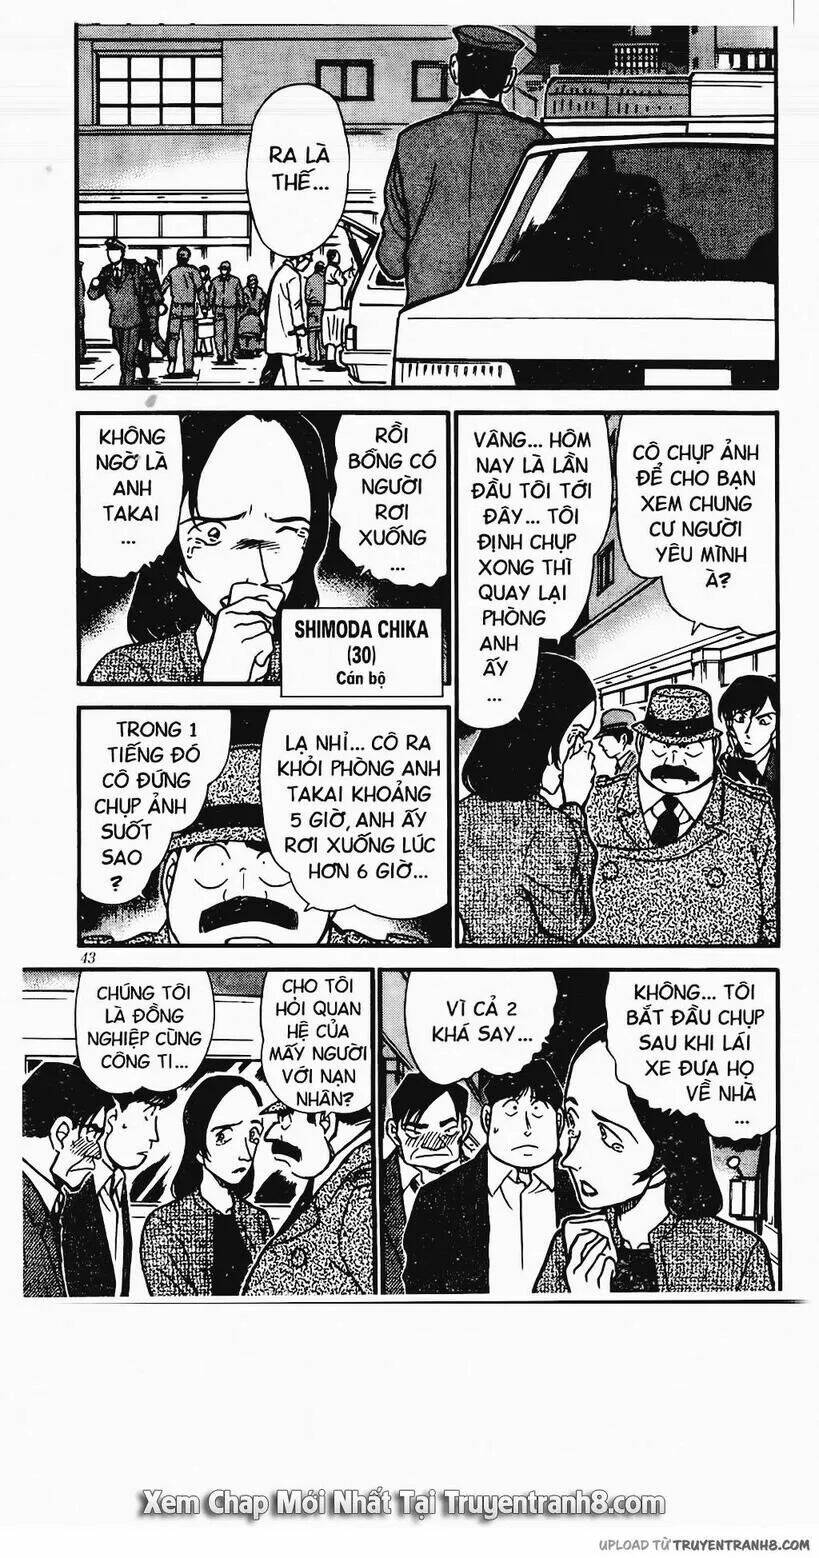 RA LÀ
THẾ...
CÔ CHỤP ẢNH
ĐỂ CHO BẠN
XEM CHUNG
CƯ NGƯỜI
YÊU MÌNH
À?
VÂNG... HÔM
NAY LÀ LẦN
ĐẦU TÔI TỚI
ĐÂY... TÔI
ĐỊNH CHỤP
XONG THÌ
QUAY LẠI
PHÒNG
ANH
ẤY
...
RỒI
BỖNG CÓ
NGƯỜI
RƠI
XUỐNG
...
KHÔNG
NGỜ LÀ
ANH
TAKAI
...
SHIMODA CHIKA
(30)
Cán bộ
LẠ NHỈ... CÔ RA
KHỎI PHÒNG ANH
TAKAI KHOẢNG
5 GIỜ, ANH ẤY
RƠI XUỐNG LÚC
HƠN 6 GIỜ...
TRONG 1
TIẾNG ĐÓ
CÔ ĐỨNG
CHỤP ẢNH
SUỐT
SAO
?
43
KHÔNG... TÔI
BẮT ĐẦU CHỤP
SAU KHI LÁI
XE ĐƯA HỌ
VỀ NHÀ
...
VÌ CẢ 2
KHÁ SAY...
CHO TÔI
HỎI QUAN
HỆ CỦA
MẤY NGƯỜI
VỚI NẠN
NHÂN?
CHÚNG TÔI
LÀ ĐỒNG
NGHIỆP CÙNG
CÔNG TI...
Xem Chap Mới Nhất Tại Truyentranh8.com
UPLOAD TỪ TRUYENTRANH8.COM